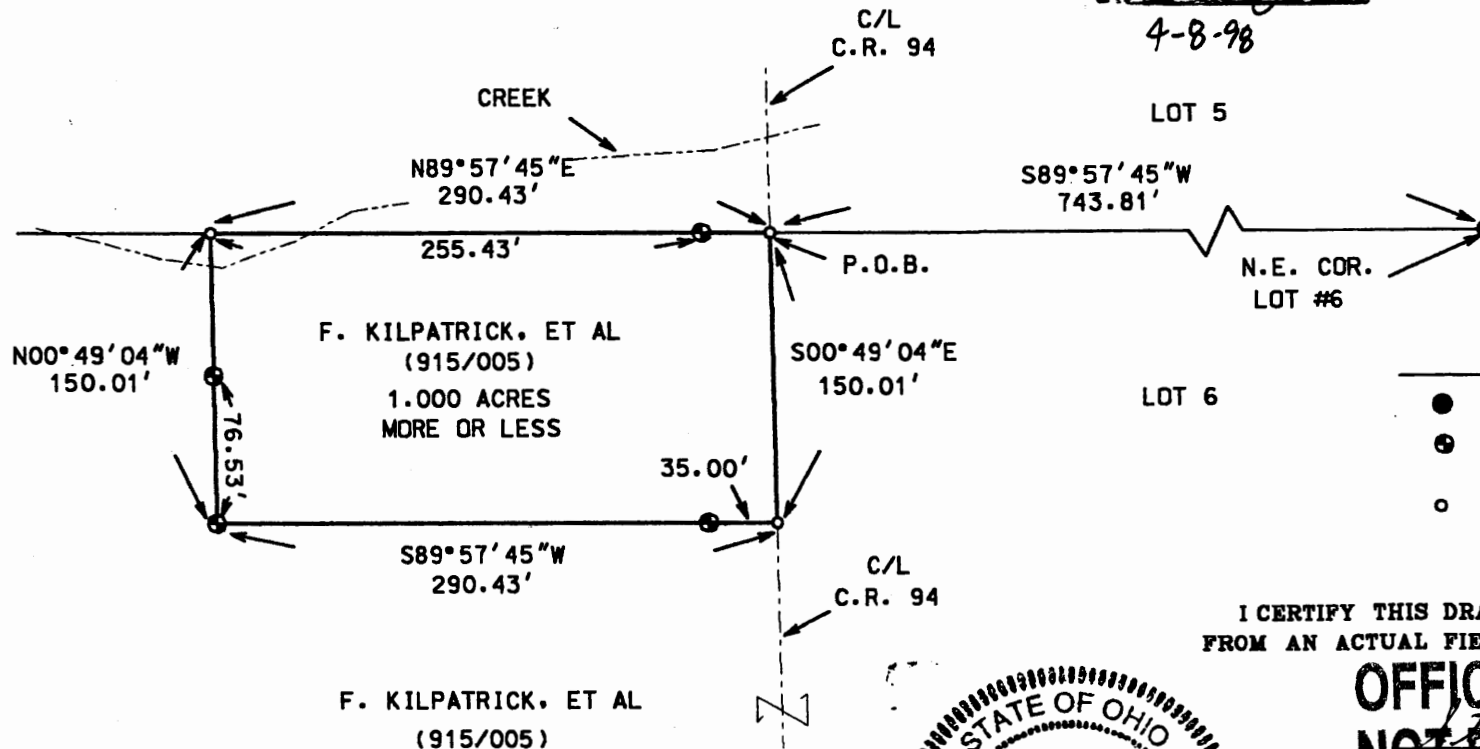 C/L
C.R. 94
4-8-98
CREEK
LOT 5
N89°57'45"E
290.43'
S89°57'45"W
743.81'
255.43'
P.O.B.
N.E. COR.
LOT #6
F. KILPATRICK, ET AL
(915/005)
1.000 ACRES
MORE OR LESS
N00°49'04"W
150.01'
S00°49'04"E
150.01'
LOT 6
76.53'
35.00'
S89°57'45"W
290.43'
C/L
C.R. 94
I CERTIFY THIS
FROM AN ACTUAL
F. KILPATRICK, ET AL
(915/005)
STATE OF OHIO